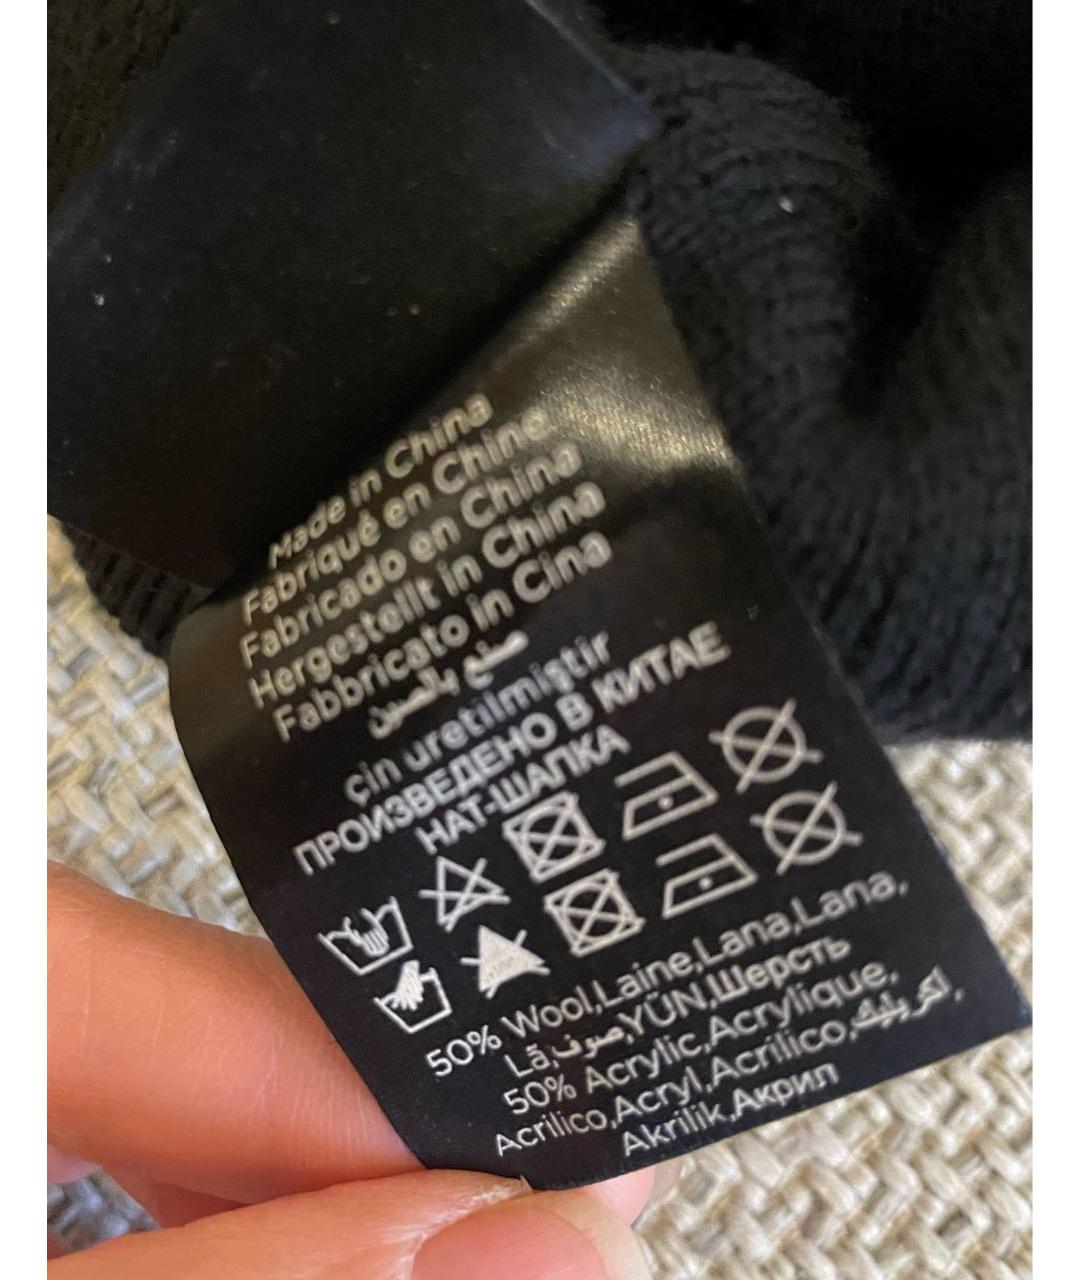 Made in China
Fabriqué en Chine
Fabricado en China
Hergestellt in China
Fabbricato in Cina
صنع بالصين
çin uretilmiştir
ПРОИЗВЕДЕНО В КИТАЕ
HAT-ШАПКА
50% Wool,Laine,Lana,Lana,
Lã,صوف,YÜN,Шерсть
50% Acrylic,Acrylique,
Acrilico,Acryl,Acrílico,اكريليك,
Akrilik,Акрил